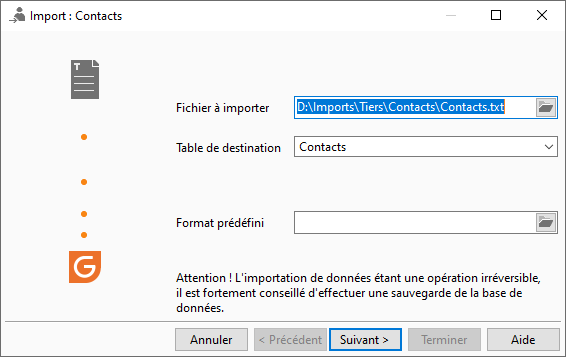 Import : Contacts
T
Fichier à importer D:\Imports\Tiers\Contacts\Contacts.txt
Table de destination Contacts
Format prédéfini
G
Attention ! L'importation de données étant une opération irréversible,
il est fortement conseillé d'effectuer une sauvegarde de la base de
données.
Annuler < Précédent Suivant > Terminer Aide